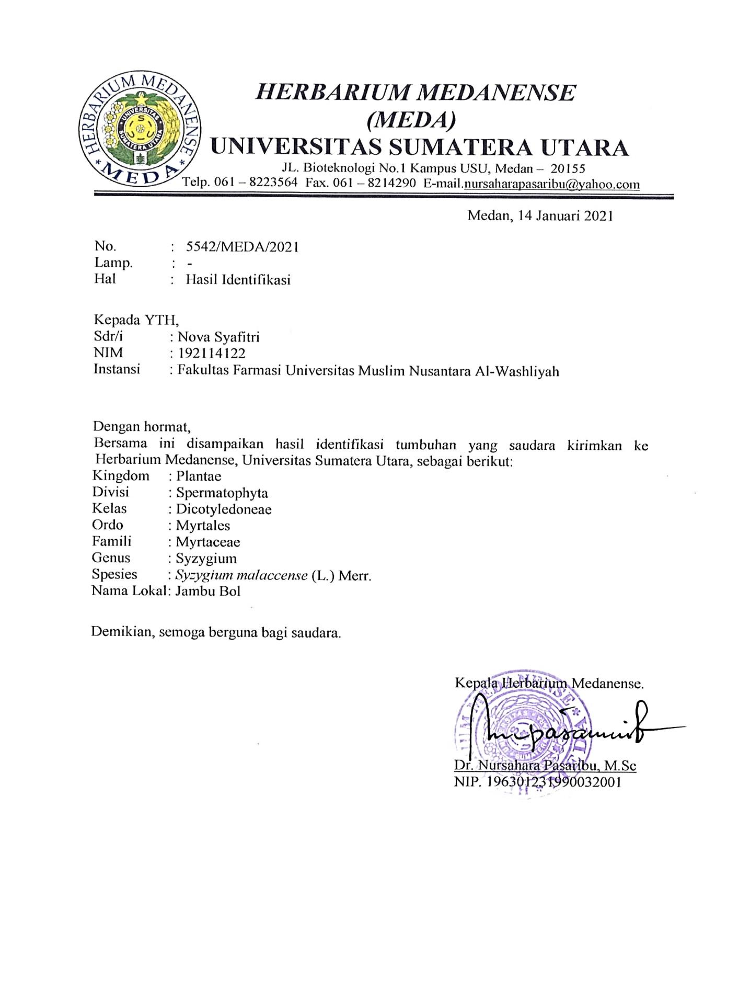 HERBARIUM MEDANENSE
* MEDA *
UNIVERSITAS
SUMATERA UTARA
HERBARIUM MEDANENSE
(MEDA)
UNIVERSITAS SUMATERA UTARA
JL. Bioteknologi No.1 Kampus USU, Medan – 20155
Telp. 061 – 8223564 Fax. 061 – 8214290 E-mail.nursaharapasaribu@yahoo.com
Medan, 14 Januari 2021
No. : 5542/MEDA/2021
Lamp. : -
Hal : Hasil Identifikasi
Kepada YTH,
Sdr/i : Nova Syafitri
NIM : 192114122
Instansi : Fakultas Farmasi Universitas Muslim Nusantara Al-Washliyah
Dengan hormat,
Bersama ini disampaikan hasil identifikasi tumbuhan yang saudara kirimkan ke
Herbarium Medanense, Universitas Sumatera Utara, sebagai berikut:
Kingdom : Plantae
Divisi : Spermatophyta
Kelas : Dicotyledoneae
Ordo : Myrtales
Famili : Myrtaceae
Genus : Syzygium
Spesies : Syzygium malaccense (L.) Merr.
Nama Lokal: Jambu Bol
Demikian, semoga berguna bagi saudara.
Kepala Herbarium Medanense.
Dr. Nursahara Pasaribu, M.Sc
NIP. 196301231990032001